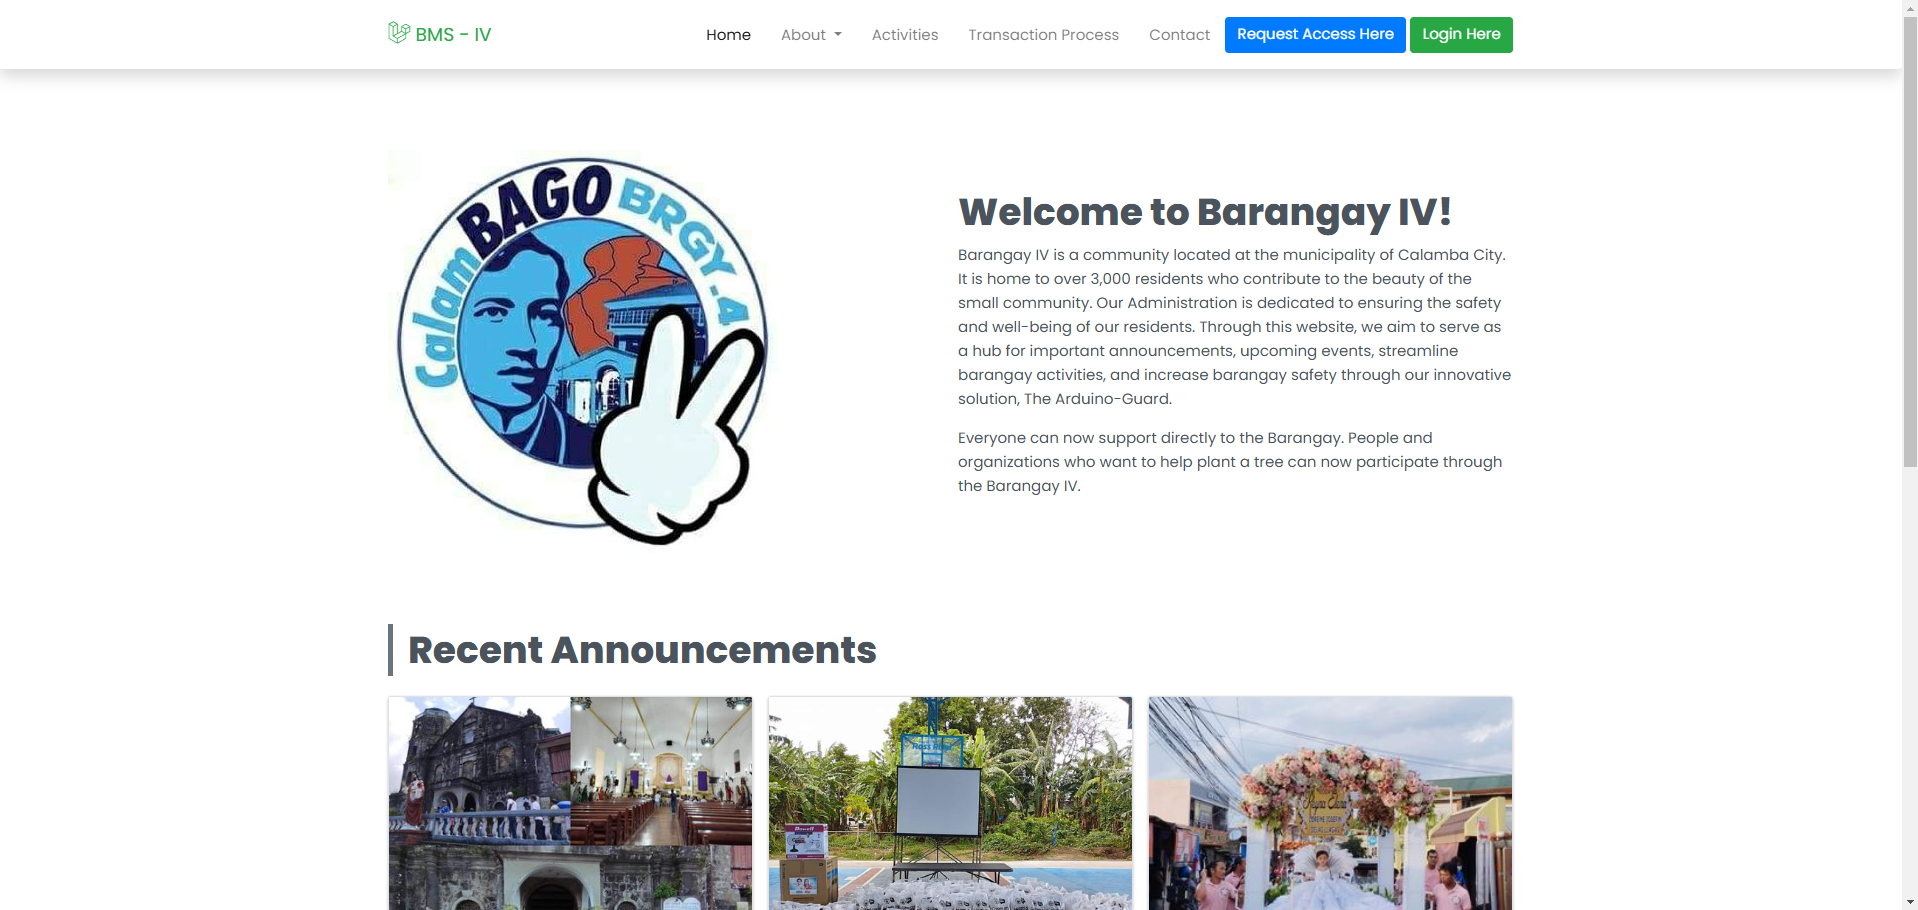 BMS - IV
Home
About
Activities
Transaction Process
Contact
Request Access Here
Login Here
CalamBAGO BRGY.4
Welcome to Barangay IV!
Barangay IV is a community located at the municipality of Calamba City.
It is home to over 3,000 residents who contribute to the beauty of the
small community. Our Administration is dedicated to ensuring the safety
and well-being of our residents. Through this website, we aim to serve as
a hub for important announcements, upcoming events, streamline
barangay activities, and increase barangay safety through our innovative
solution, The Arduino-Guard.
Everyone can now support directly to the Barangay. People and
organizations who want to help plant a tree can now participate through
the Barangay IV.
Recent Announcements
Dowell
Reyna Elena